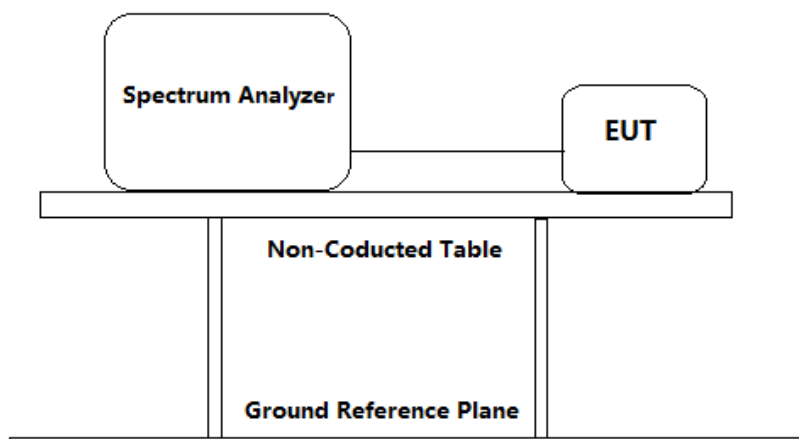 Spectrum Analyzer
EUT
Non-Coducted Table
Ground Reference Plane